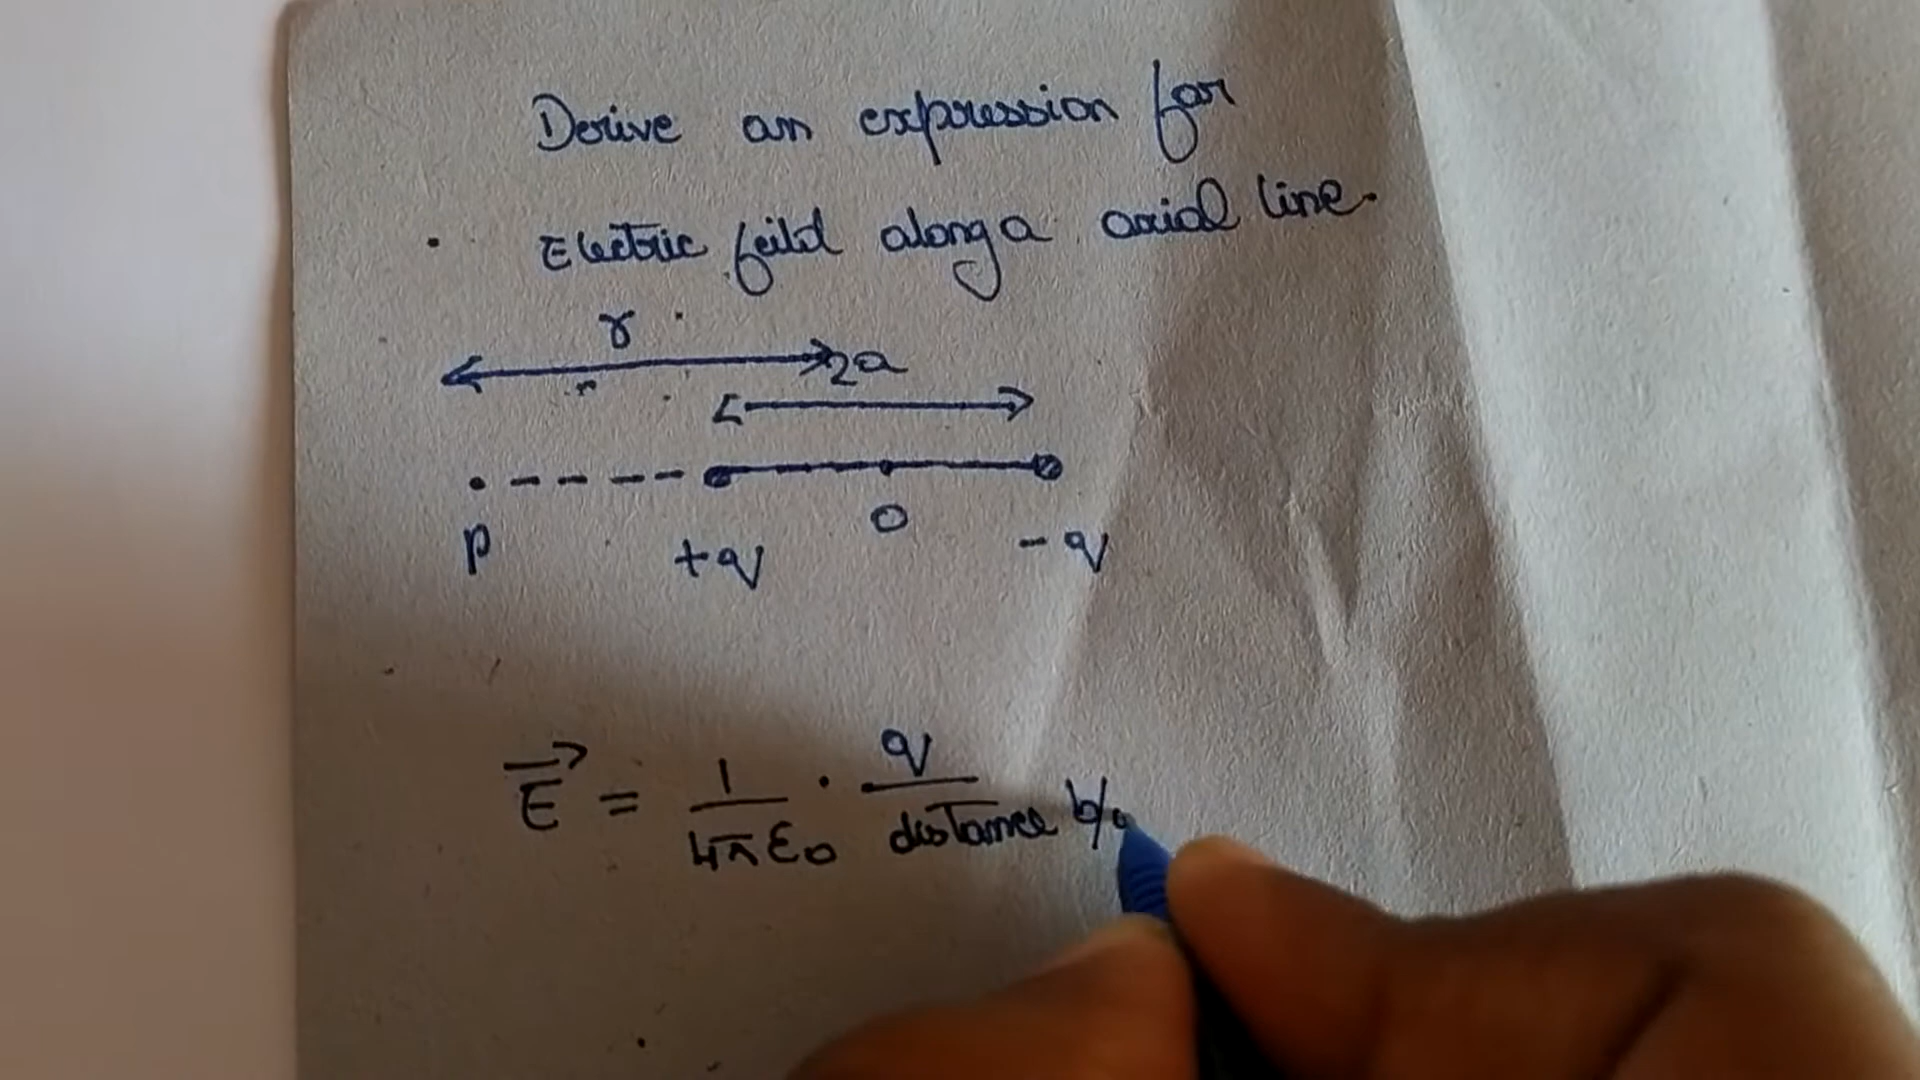 Derive an expression for
Electric feild along a axial line.
r
2a
P
+q
O
-q
E = 1/4πε0 . q/distance b/